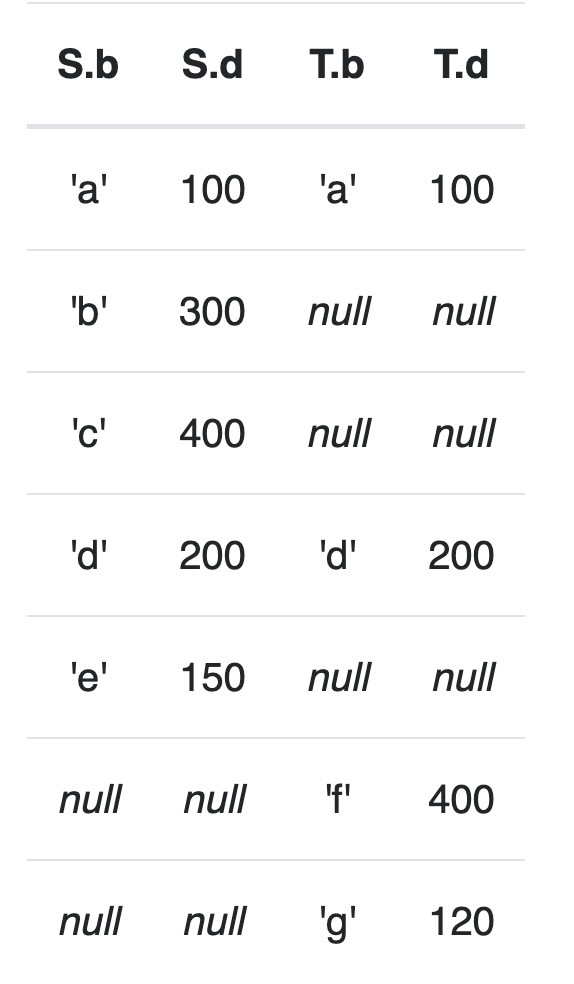 S.b S.d T.b T.d
'a' 100 'a' 100
'b' 300 null null
'c' 400 null null
'd' 200 'd' 200
'e' 150 null null
null null 'f' 400
null null 'g' 120